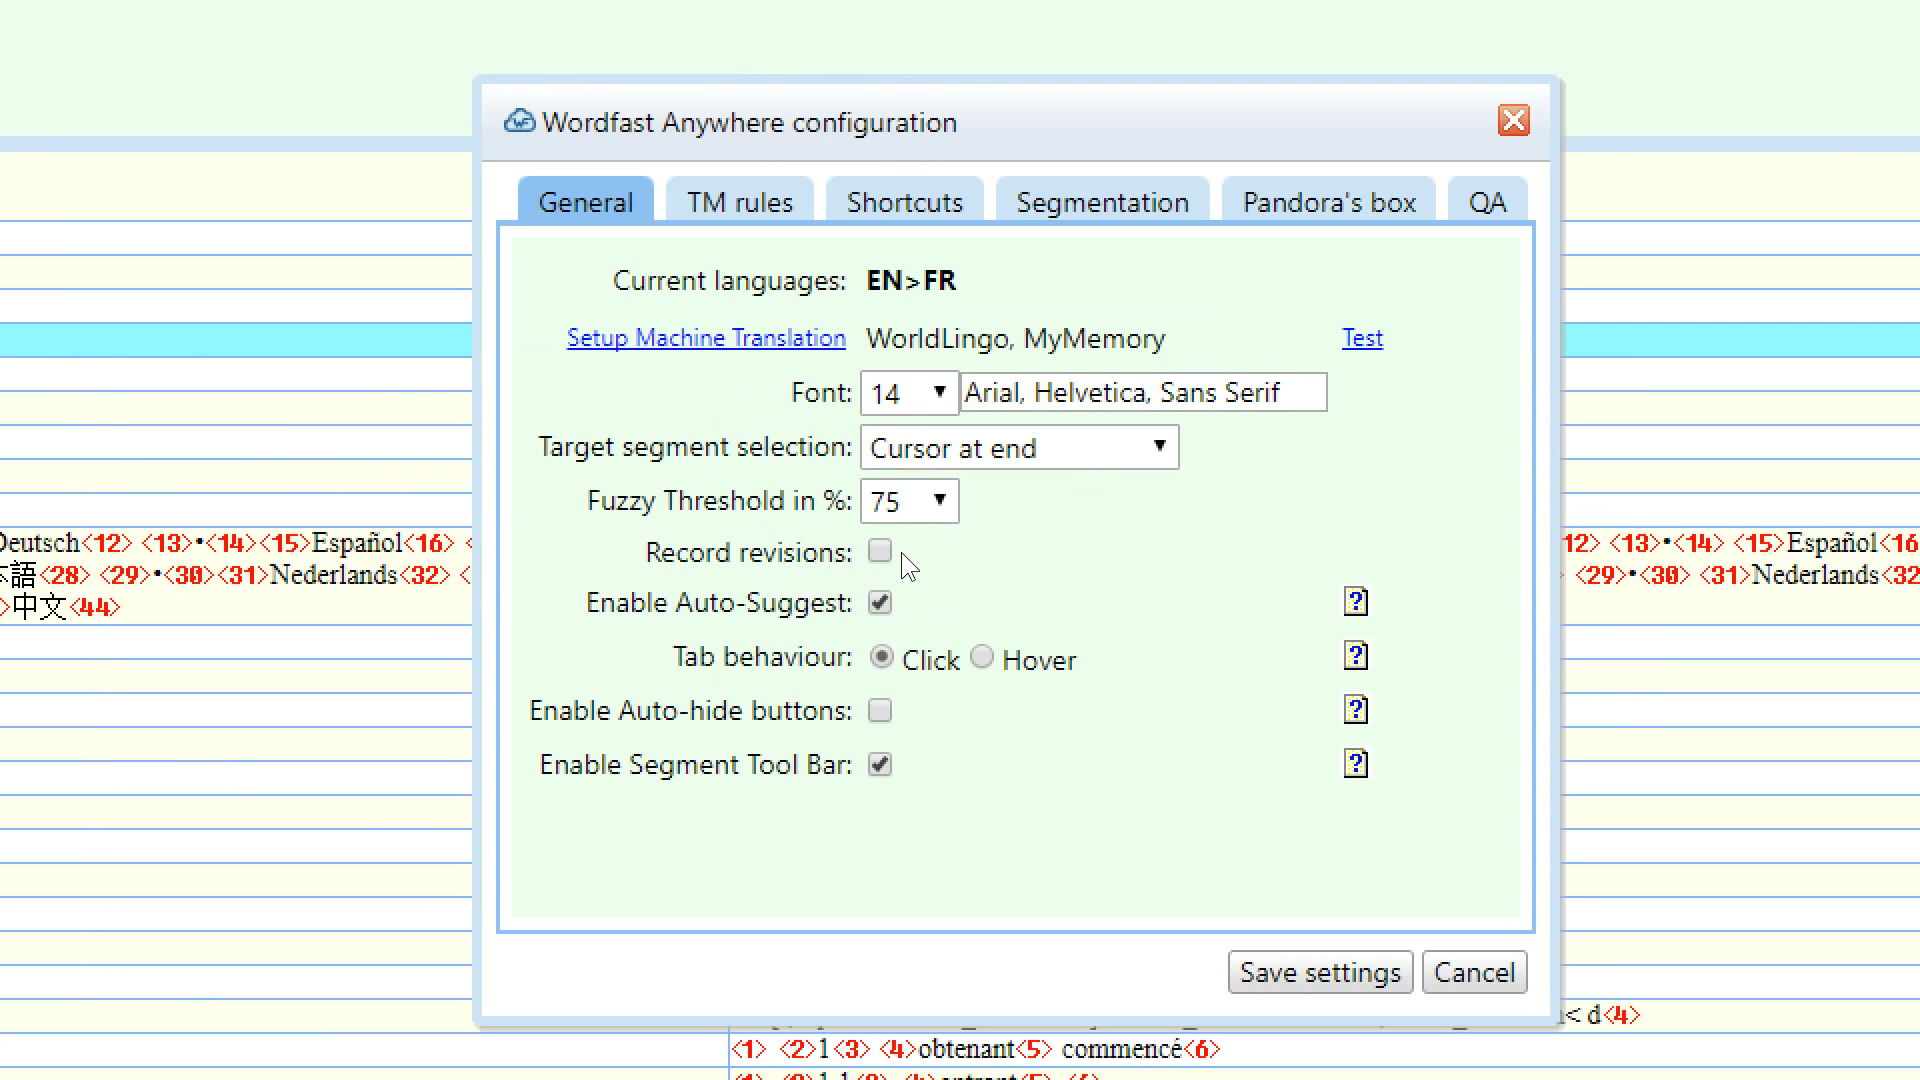 Wordfast Anywhere configuration
General TM rules Shortcuts Segmentation Pandora's box QA
Current languages: EN>FR
Setup Machine Translation WorldLingo, MyMemory Test
Font: 14 Arial, Helvetica, Sans Serif
Target segment selection: Cursor at end
Fuzzy Threshold in %: 75
Record revisions:
Enable Auto-Suggest: ?
Tab behaviour: Click Hover ?
Enable Auto-hide buttons: ?
Enable Segment Tool Bar: ?
Save settings Cancel
Deutsch<12> <13>•<14><15>Español<16>
本語<28> <29>•<30><31>Nederlands<32>
>中文<44>
12> <13>•<14> <15>Español<16
<29>•<30> <31>Nederlands<32
< d<4>
<1> <2>1<3> <4>obtenant<5> commencé<6>